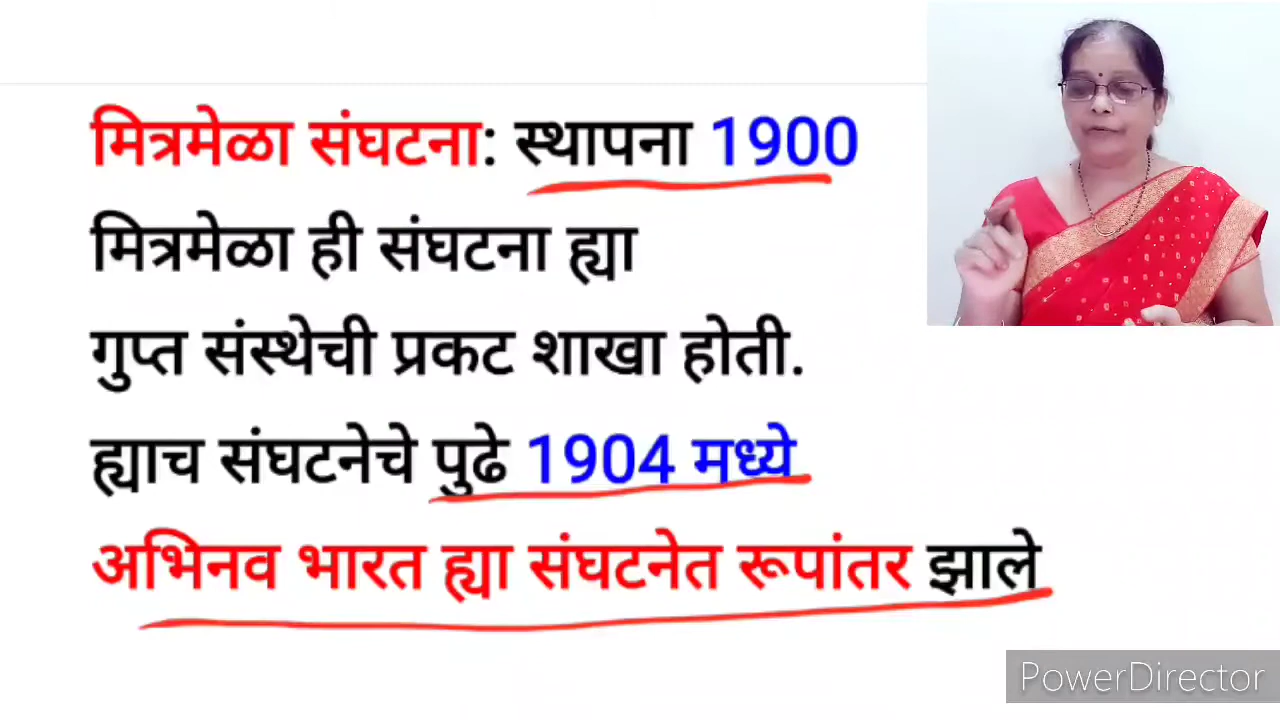 मित्रमेळा संघटना: स्थापना 1900
मित्रमेळा ही संघटना ह्या
गुप्त संस्थेची प्रकट शाखा होती.
ह्याच संघटनेचे पुढे 1904 मध्ये
अभिनव भारत ह्या संघटनेत रूपांतर झाले
PowerDirector